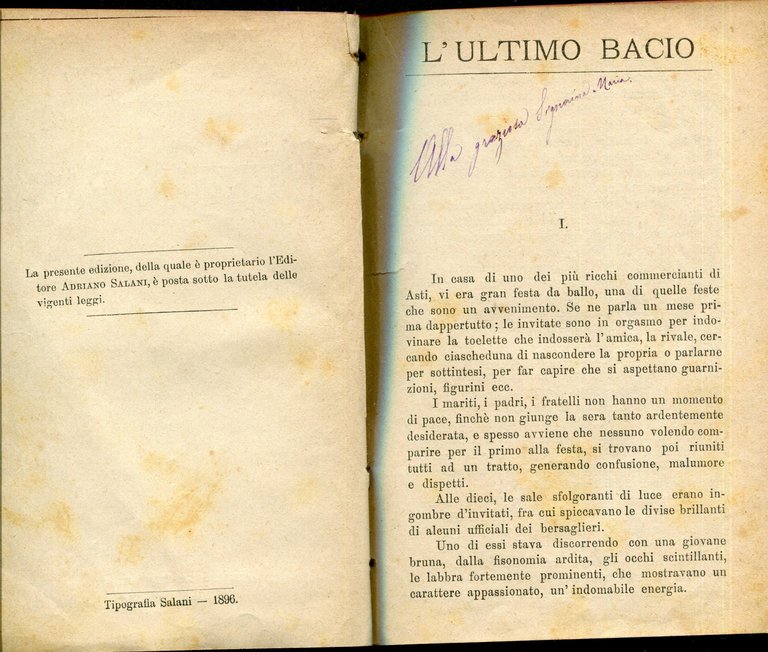 La presente edizione, della quale è proprietario l'Edi-
tore ADRIANO SALANI, è posta sotto la tutela delle
vigenti leggi.
Tipografia Salani — 1896.
L'ULTIMO BACIO
Alla graziosa Signorina Maria.
I.
In casa di uno dei più ricchi commercianti di
Asti, vi era gran festa da ballo, una di quelle feste
che sono un avvenimento. Se ne parla un mese pri-
ma dappertutto; le invitate sono in orgasmo per indo-
vinare la toelette che indosserà l'amica, la rivale, cer-
cando ciascheduna di nascondere la propria o parlarne
per sottintesi, per far capire che si aspettano guarni-
zioni, figurini ecc.
I mariti, i padri, i fratelli non hanno un momento
di pace, finchè non giunge la sera tanto ardentemente
desiderata, e spesso avviene che nessuno volendo com-
parire per il primo alla festa, si trovano poi riuniti
tutti ad un tratto, generando confusione, malumore
e dispetti.
Alle dieci, le sale sfolgoranti di luce erano in-
gombre d'invitati, fra cui spiccavano le divise brillanti
di alcuni ufficiali dei bersaglieri.
Uno di essi stava discorrendo con una giovane
bruna, dalla fisonomia ardita, gli occhi scintillanti,
le labbra fortemente prominenti, che mostravano un
carattere appassionato, un' indomabile energia.